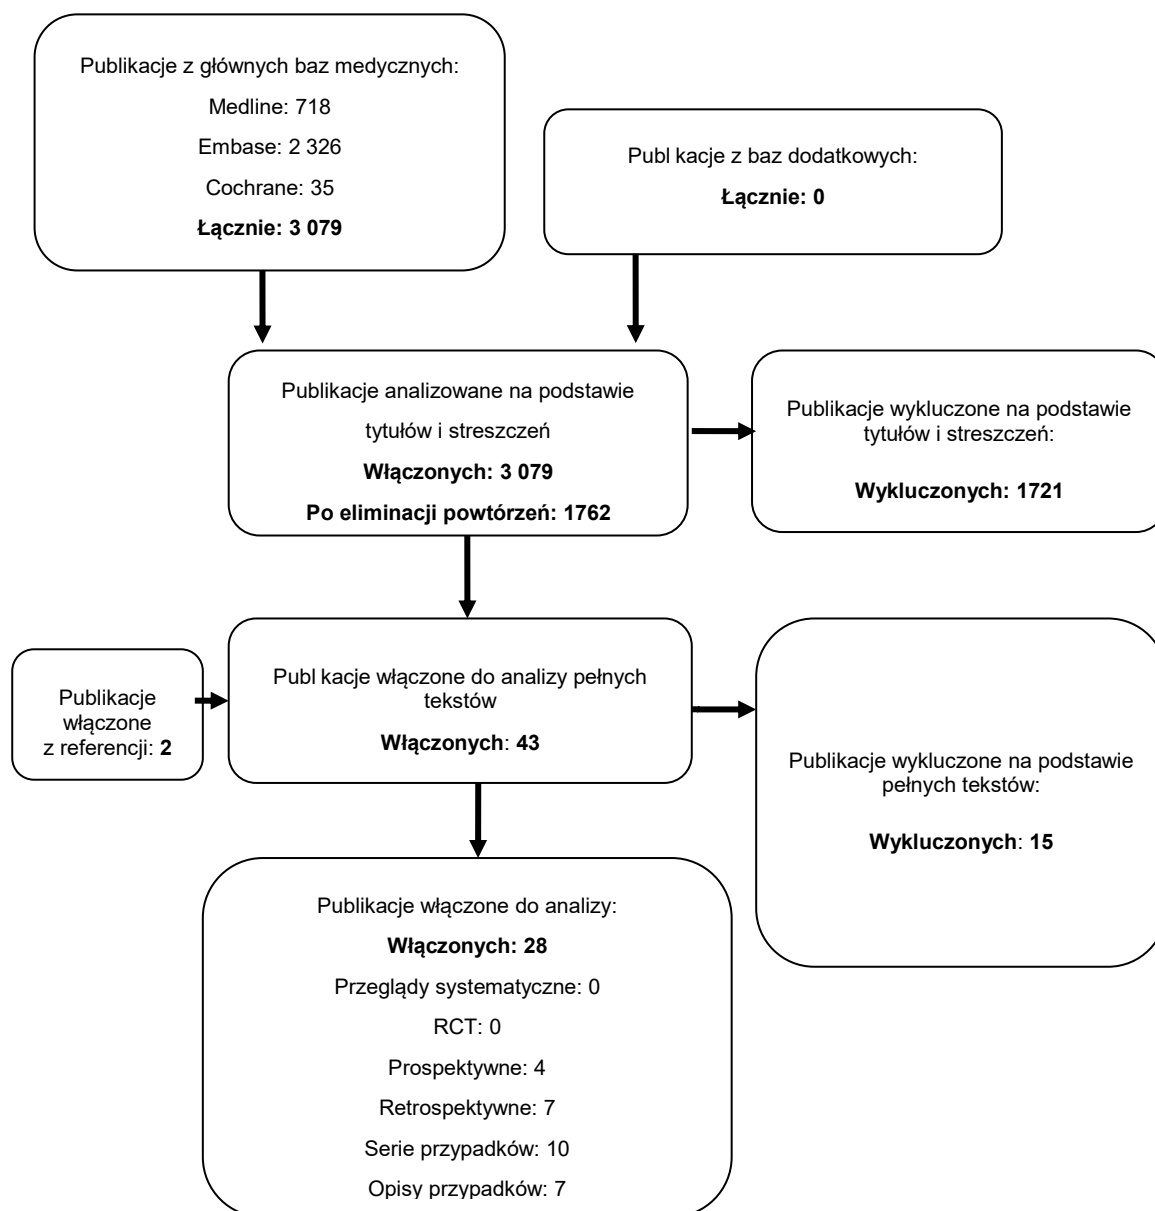 Publikacje z głównych baz medycznych:
Medline: 718
Embase: 2 326
Cochrane: 35
Łącznie: 3 079
Publ kacje z baz dodatkowych:
Łącznie: 0
Publikacje analizowane na podstawie
tytułów i streszczeń
Włączonych: 3 079
Po eliminacji powtórzeń: 1762
Publikacje wykluczone na podstawie
tytułów i streszczeń:
Wykluczonych: 1721
Publikacje
włączone
z referencji: 2
Publ kacje włączone do analizy pełnych
tekstów
Włączonych: 43
Publikacje wykluczone na podstawie
pełnych tekstów:
Wykluczonych: 15
Publikacje włączone do analizy:
Włączonych: 28
Przeglądy systematyczne: 0
RCT: 0
Prospektywne: 4
Retrospektywne: 7
Serie przypadków: 10
Opisy przypadków: 7